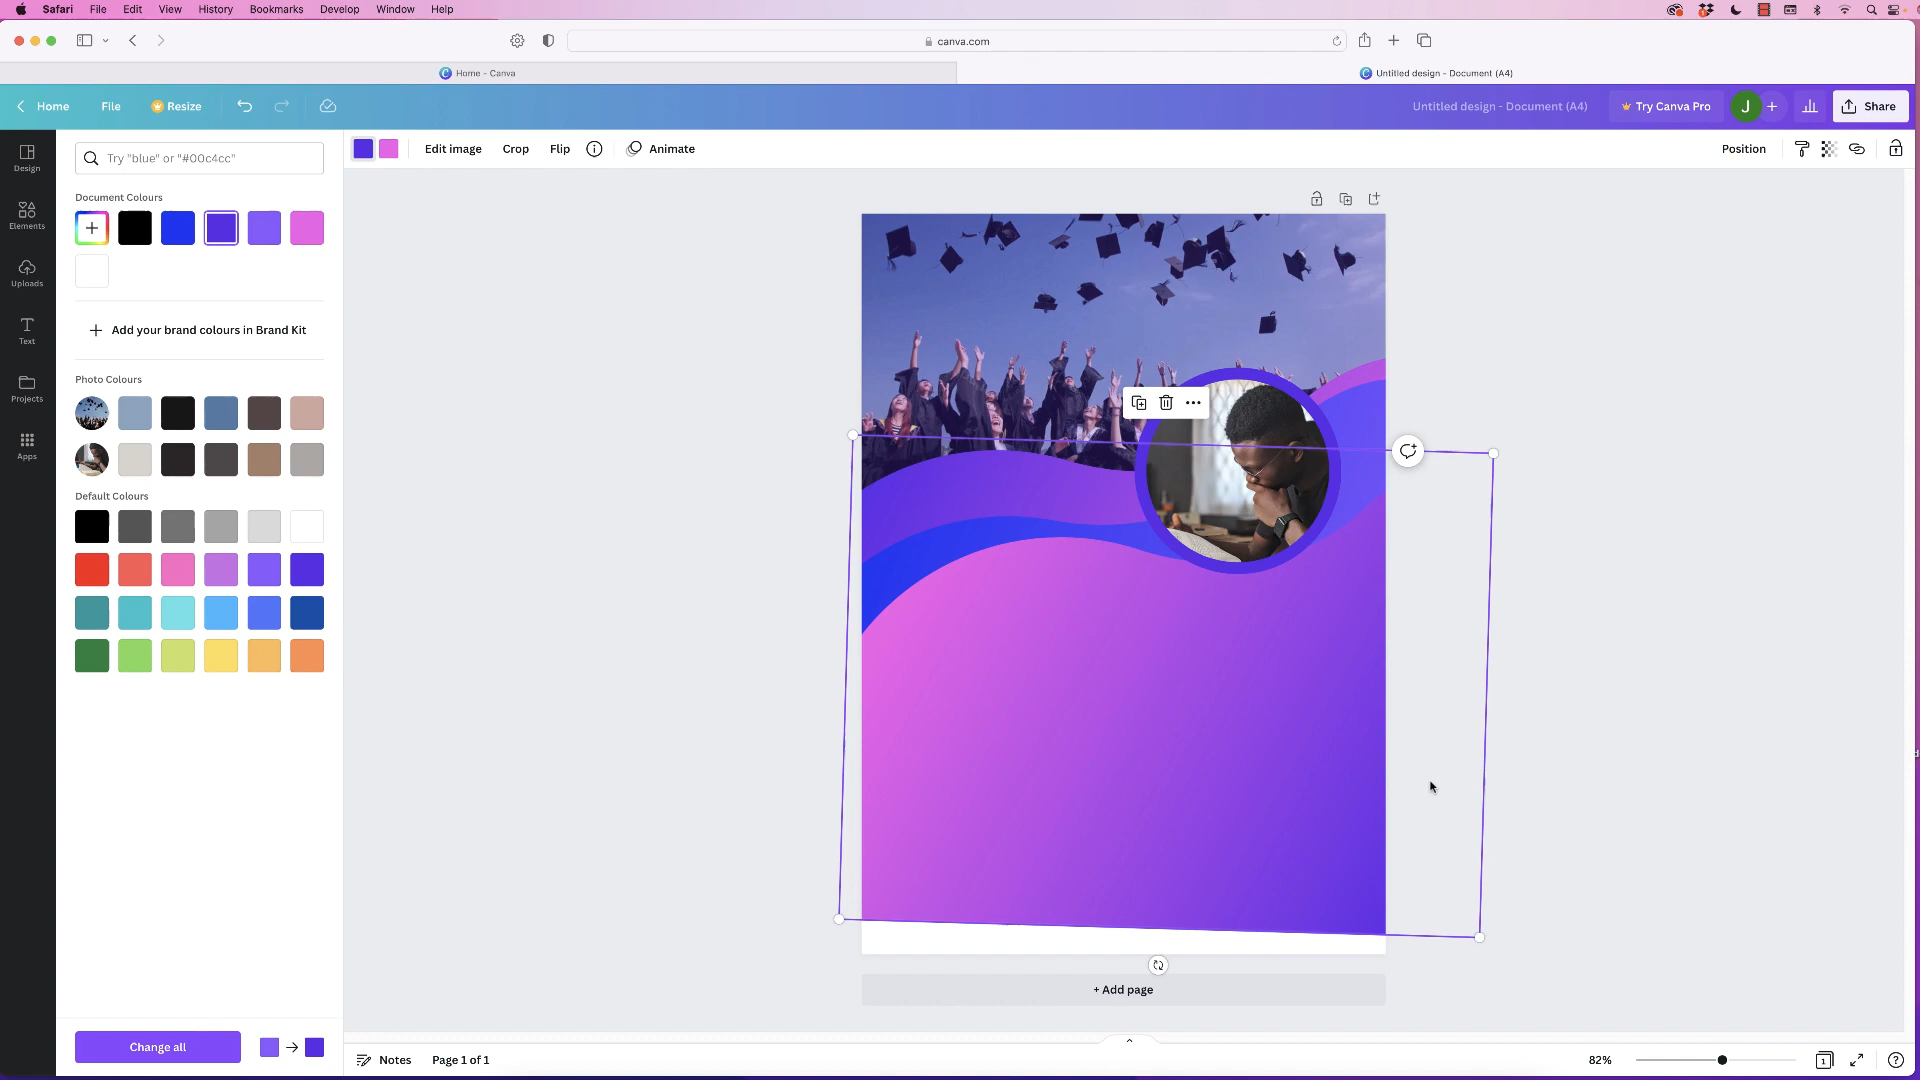 Safari File Edit View History Bookmarks Develop Window Help
canva.com
Home - Canva
Untitled design - Document (A4)
Home File Resize
Untitled design - Document (A4) Try Canva Pro J Share
Design
Elements
Uploads
Text
Projects
Apps
Try "blue" or "#00c4cc"
Document Colours
Add your brand colours in Brand Kit
Photo Colours
Default Colours
Change all
Edit image Crop Flip Animate
Position
+ Add page
Notes Page 1 of 1
82% 1